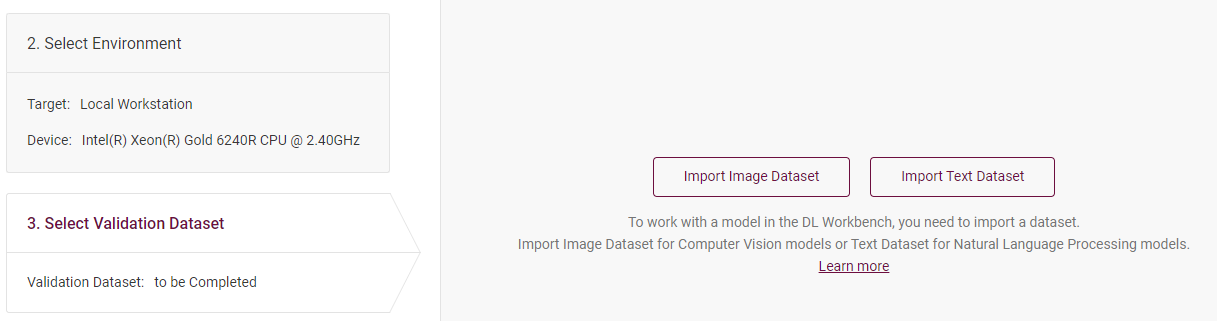 2. Select Environment
Target: Local Workstation
Device: Intel(R) Xeon(R) Gold 6240R CPU @ 2.40GHz
3. Select Validation Dataset
Validation Dataset: to be Completed
Import Image Dataset
Import Text Dataset
To work with a model in the DL Workbench, you need to import a dataset.
Import Image Dataset for Computer Vision models or Text Dataset for Natural Language Processing models.
Learn more